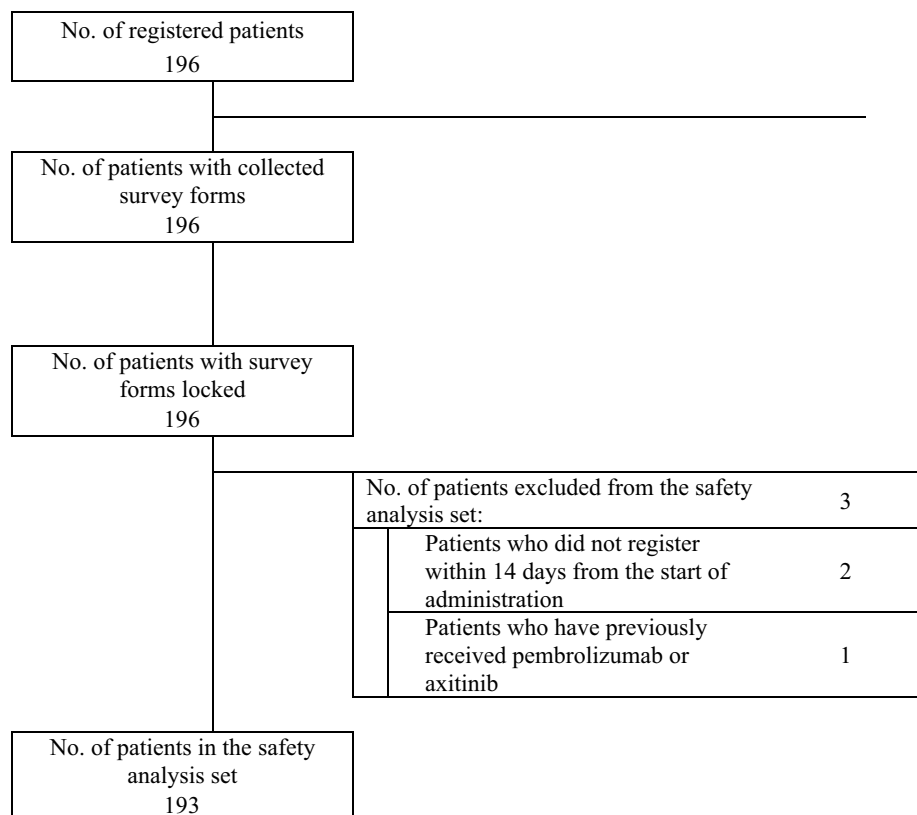 No. of registered patients
196
No. of patients with collected
survey forms
196
No. of patients with survey
forms locked
196
No. of patients excluded from the safety
analysis set:
3
Patients who did not register
within 14 days from the start of
administration
2
Patients who have previously
received pembrolizumab or
axitinib
1
No. of patients in the safety
analysis set
193